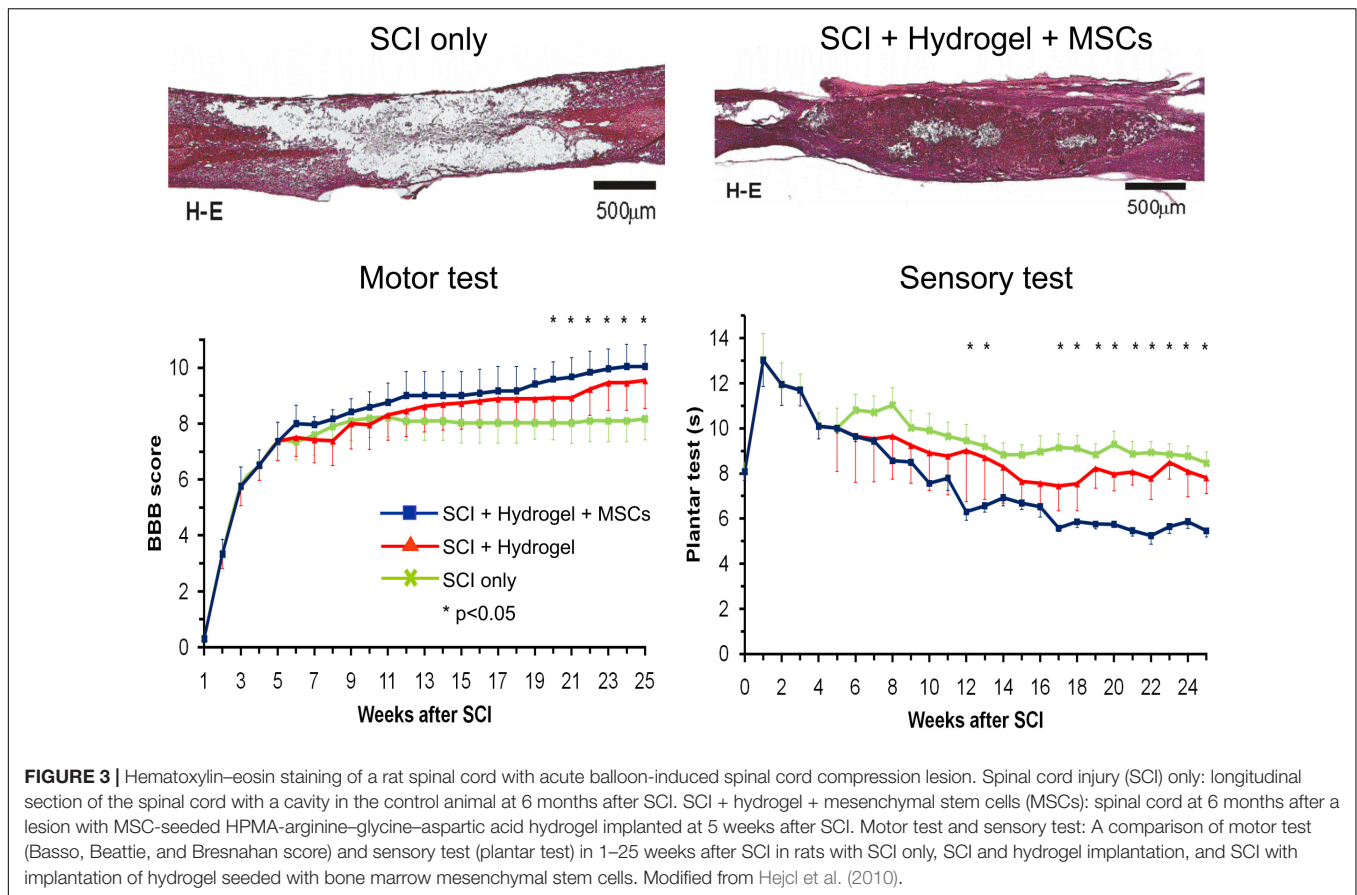 SCI only
SCI + Hydrogel + MSCs
H-E
500µm
H-E
500µm
Motor test
Sensory test
* * * * * *
10
8
6
4
2
0
BBB score
SCI + Hydrogel + MSCs
SCI + Hydrogel
SCI only
* p<0.05
1 3 5 7 9 11 13 15 17 19 21 23 25
Weeks after SCI
* * * * * * * * *
14
12
10
8
6
4
2
0
Plantar test (s)
0 2 4 6 8 10 12 14 16 18 20 22 24
Weeks after SCI
FIGURE 3 | Hematoxylin–eosin staining of a rat spinal cord with acute balloon-induced spinal cord compression lesion. Spinal cord injury (SCI) only: longitudinal
section of the spinal cord with a cavity in the control animal at 6 months after SCI. SCI + hydrogel + mesenchymal stem cells (MSCs): spinal cord at 6 months after a
lesion with MSC-seeded HPMA-arginine–glycine–aspartic acid hydrogel implanted at 5 weeks after SCI. Motor test and sensory test: A comparison of motor test
(Basso, Beattie, and Bresnahan score) and sensory test (plantar test) in 1–25 weeks after SCI in rats with SCI only, SCI and hydrogel implantation, and SCI with
implantation of hydrogel seeded with bone marrow mesenchymal stem cells. Modified from Hejcl et al. (2010).